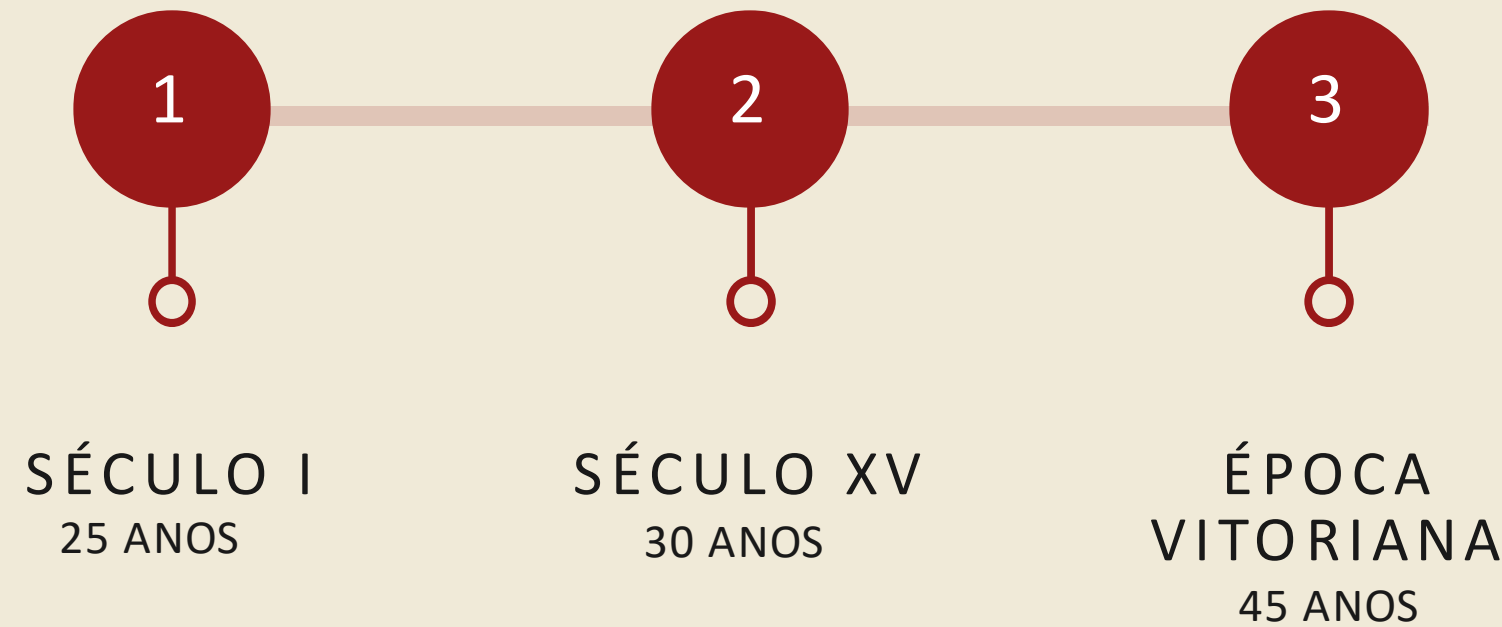 1
2
3
SÉCULO I
25 ANOS
SÉCULO XV
30 ANOS
ÉPOCA
VITORIANA
45 ANOS